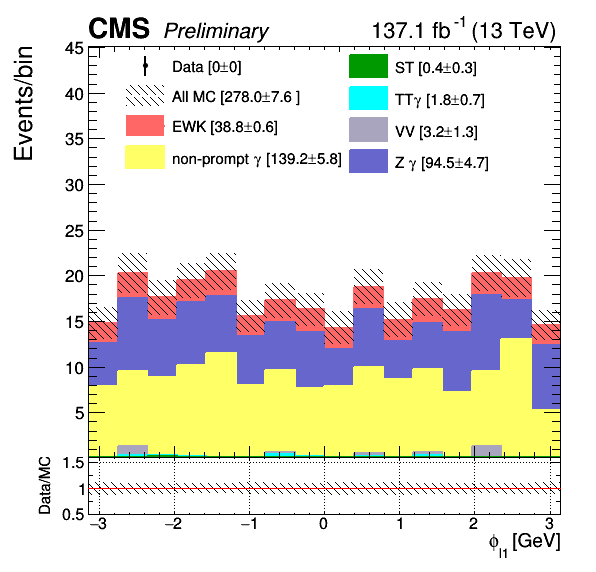 CMS Preliminary 137.1 fb⁻¹ (13 TeV)
Events/bin
45
40
35
30
25
20
15
10
5
Data [0±0]
All MC [278.0±7.6 ]
EWK [38.8±0.6]
non-prompt γ [139.2±5.8]
ST [0.4±0.3]
TTγ [1.8±0.7]
VV [3.2±1.3]
Z γ [94.5±4.7]
Data/MC
1.5
1
0.5
−3 −2 −1 0 1 2 3
ϕ_l1 [GeV]